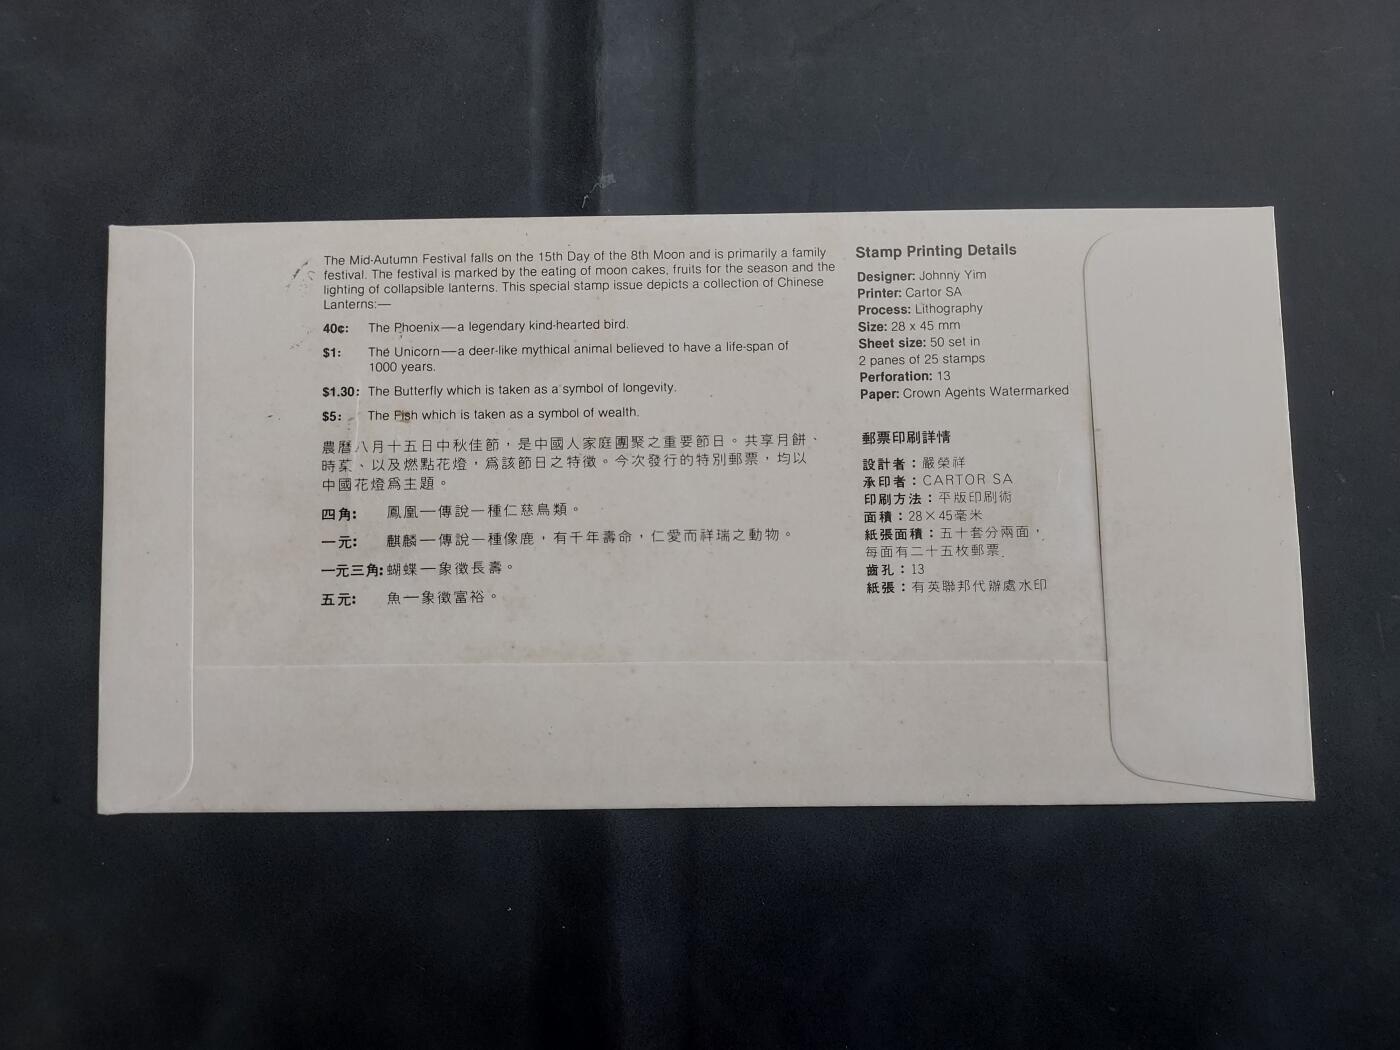 The Mid-Autumn Festival falls on the 15th Day of the 8th Moon and is primarily a family
festival. The festival is marked by the eating of moon cakes, fruits for the season and the
lighting of collapsible lanterns. This special stamp issue depicts a collection of Chinese
Lanterns:—
40¢: The Phoenix—a legendary kind-hearted bird.
$1: The Unicorn—a deer-like mythical animal believed to have a life-span of
1000 years.
$1.30: The Butterfly which is taken as a symbol of longevity.
$5: The Fish which is taken as a symbol of wealth.
農曆八月十五日中秋佳節，是中國人家庭團聚之重要節日。共享月餅、
時菓、以及燃點花燈，爲該節日之特徵。今次發行的特別郵票，均以
中國花燈爲主題。
四角: 鳳凰—傳說一種仁慈鳥類。
一元: 麒麟—傳說一種像鹿，有千年壽命，仁愛而祥瑞之動物。
一元三角: 蝴蝶—象徵長壽。
五元: 魚—象徵富裕。
Stamp Printing Details
Designer: Johnny Yim
Printer: Cartor SA
Process: Lithography
Size: 28 x 45 mm
Sheet size: 50 set in
2 panes of 25 stamps
Perforation: 13
Paper: Crown Agents Watermarked
郵票印刷詳情
設計者：嚴榮祥
承印者：CARTOR SA
印刷方法：平版印刷術
面積：28×45毫米
紙張面積：五十套分兩面，
每面有二十五枚郵票
齒孔：13
紙張：有英聯邦代辦處水印